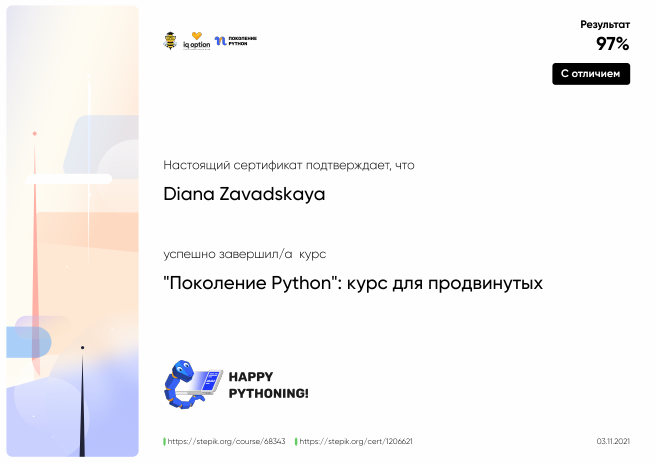 iq option
ПОКОЛЕНИЕ
PYTHON
Результат
97%
С отличием
Настоящий сертификат подтверждает, что
Diana Zavadskaya
успешно завершил/а курс
"Поколение Python": курс для продвинутых
HAPPY
PYTHONING!
https://stepik.org/course/68343 https://stepik.org/cert/1206621 03.11.2021